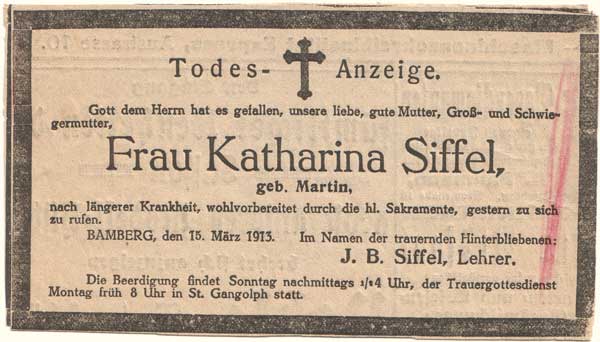 Todes- Anzeige.
Gott dem Herrn hat es gefallen, unsere liebe, gute Mutter, Groß- und Schwie-
germutter,
Frau Katharina Siffel,
geb. Martin,
nach längerer Krankheit, wohlvorbereitet durch die hl. Sakramente, gestern zu sich
zu rufen.
BAMBERG, den 15. März 1913. Im Namen der trauernden Hinterbliebenen:
J. B. Siffel, Lehrer.
Die Beerdigung findet Sonntag nachmittags 1/24 Uhr, der Trauergottesdienst
Montag früh 8 Uhr in St. Gangolph statt.